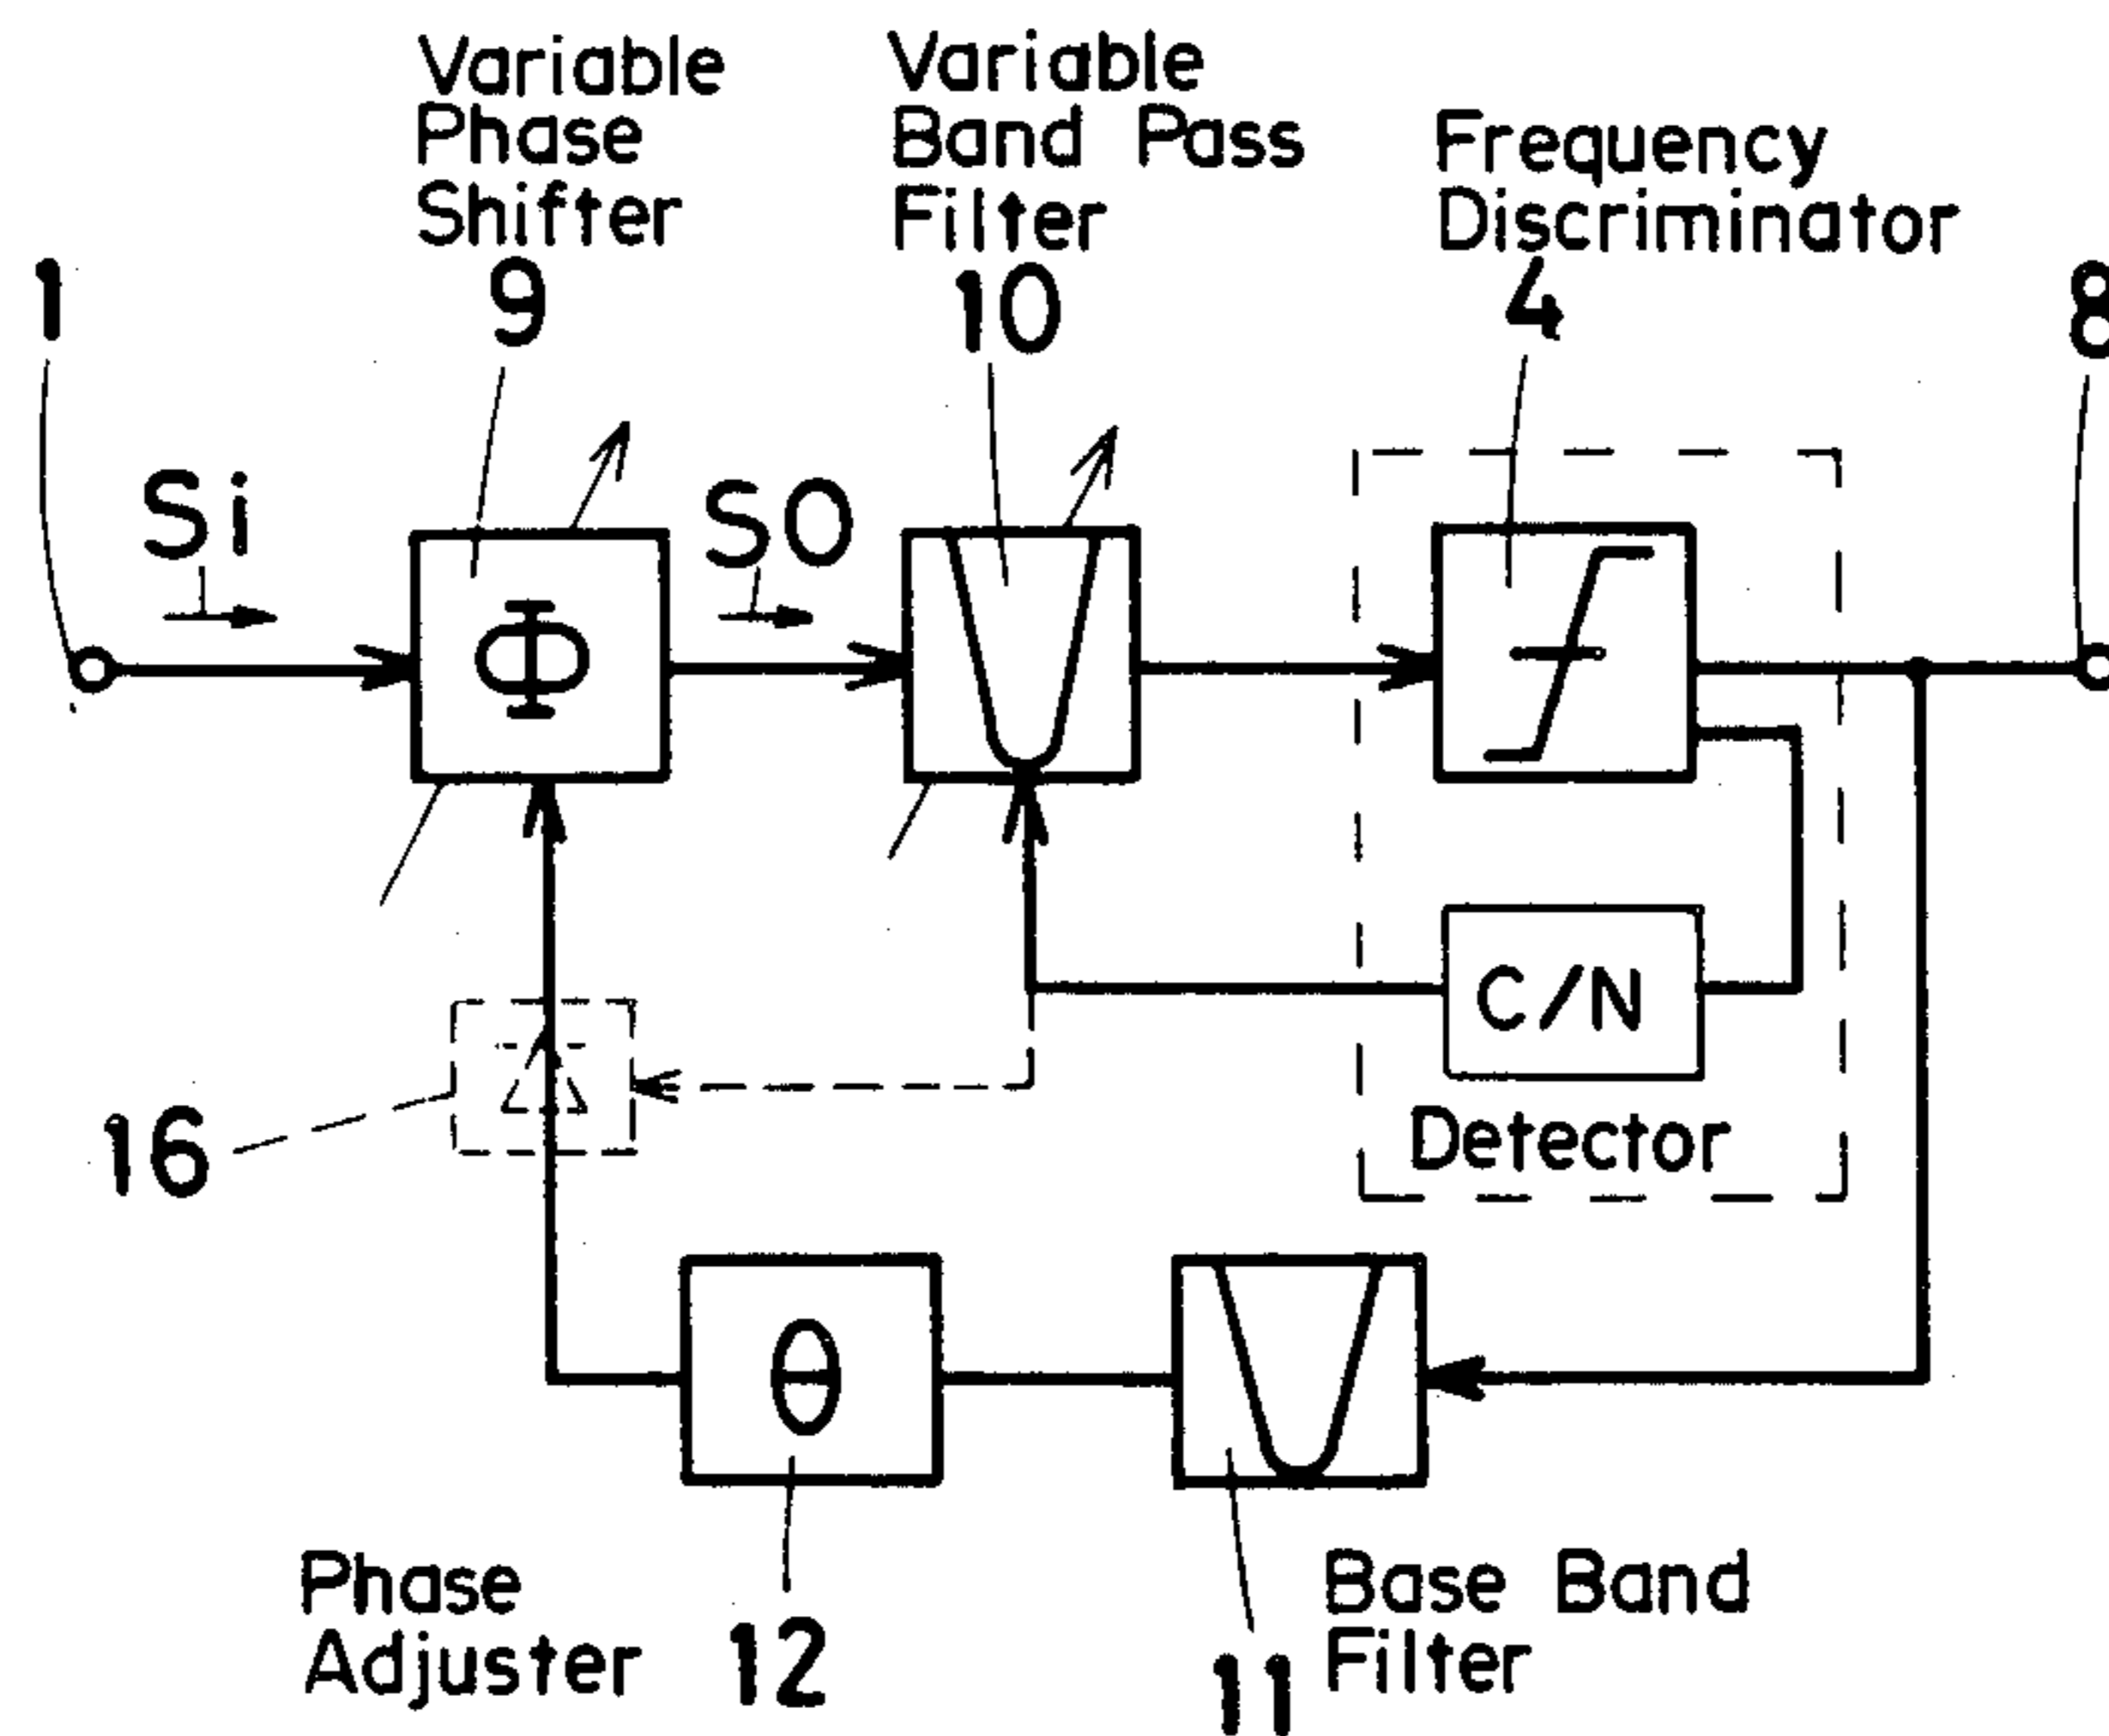 Variable
Phase
Shifter
9
Variable
Band Pass
Filter
10
Frequency
Discriminator
4
1
8
Si
SO
Φ
C/N
Detector
16
θ
Phase
Adjuster
12
11
Base Band
Filter